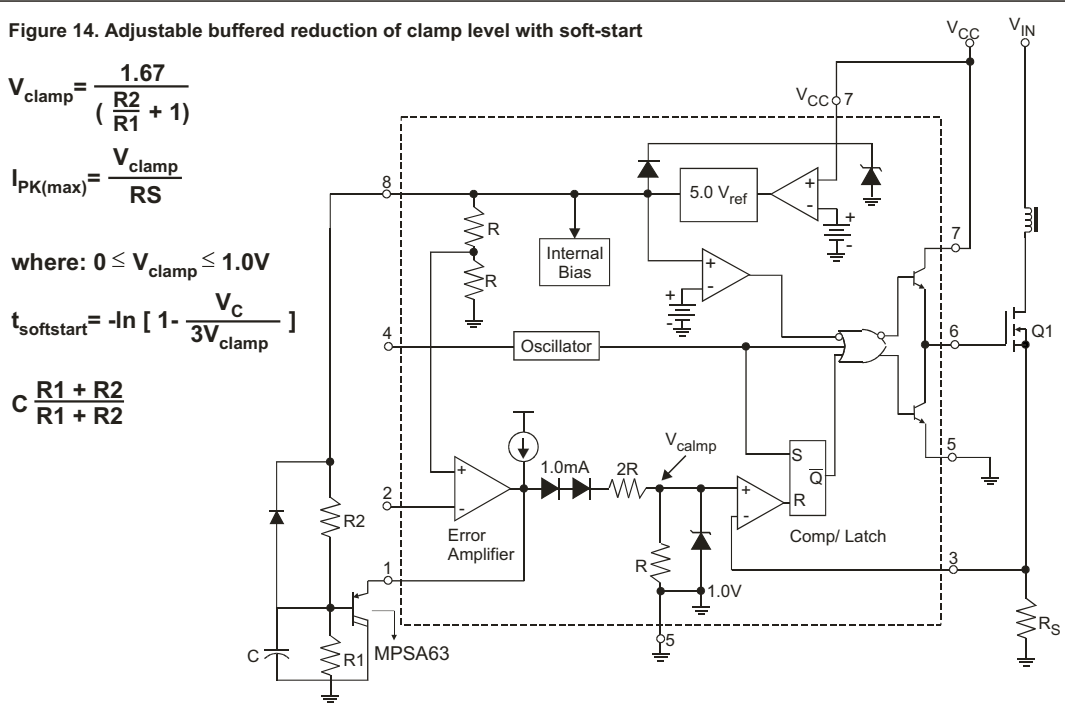 Figure 14. Adjustable buffered reduction of clamp level with soft-start
V_clamp = 1.67 / ( R2/R1 + 1)
I_PK(max) = V_clamp / RS
where: 0 ≤ V_clamp ≤ 1.0V
t_softstart = -ln [ 1- V_C / 3V_clamp ]
C R1 + R2 / R1 + R2
V_CC
V_IN
V_CC 7
8
5.0 V_ref
+
-
+
-
R
R
Internal
Bias
+
-
+
-
7
4
Oscillator
6
Q1
5
V_calmp
1.0mA
2R
S
Q̅
R
+
-
Comp/ Latch
2
+
-
Error
Amplifier
R2
R
1.0V
3
1
5
R_S
C
R1
MPSA63